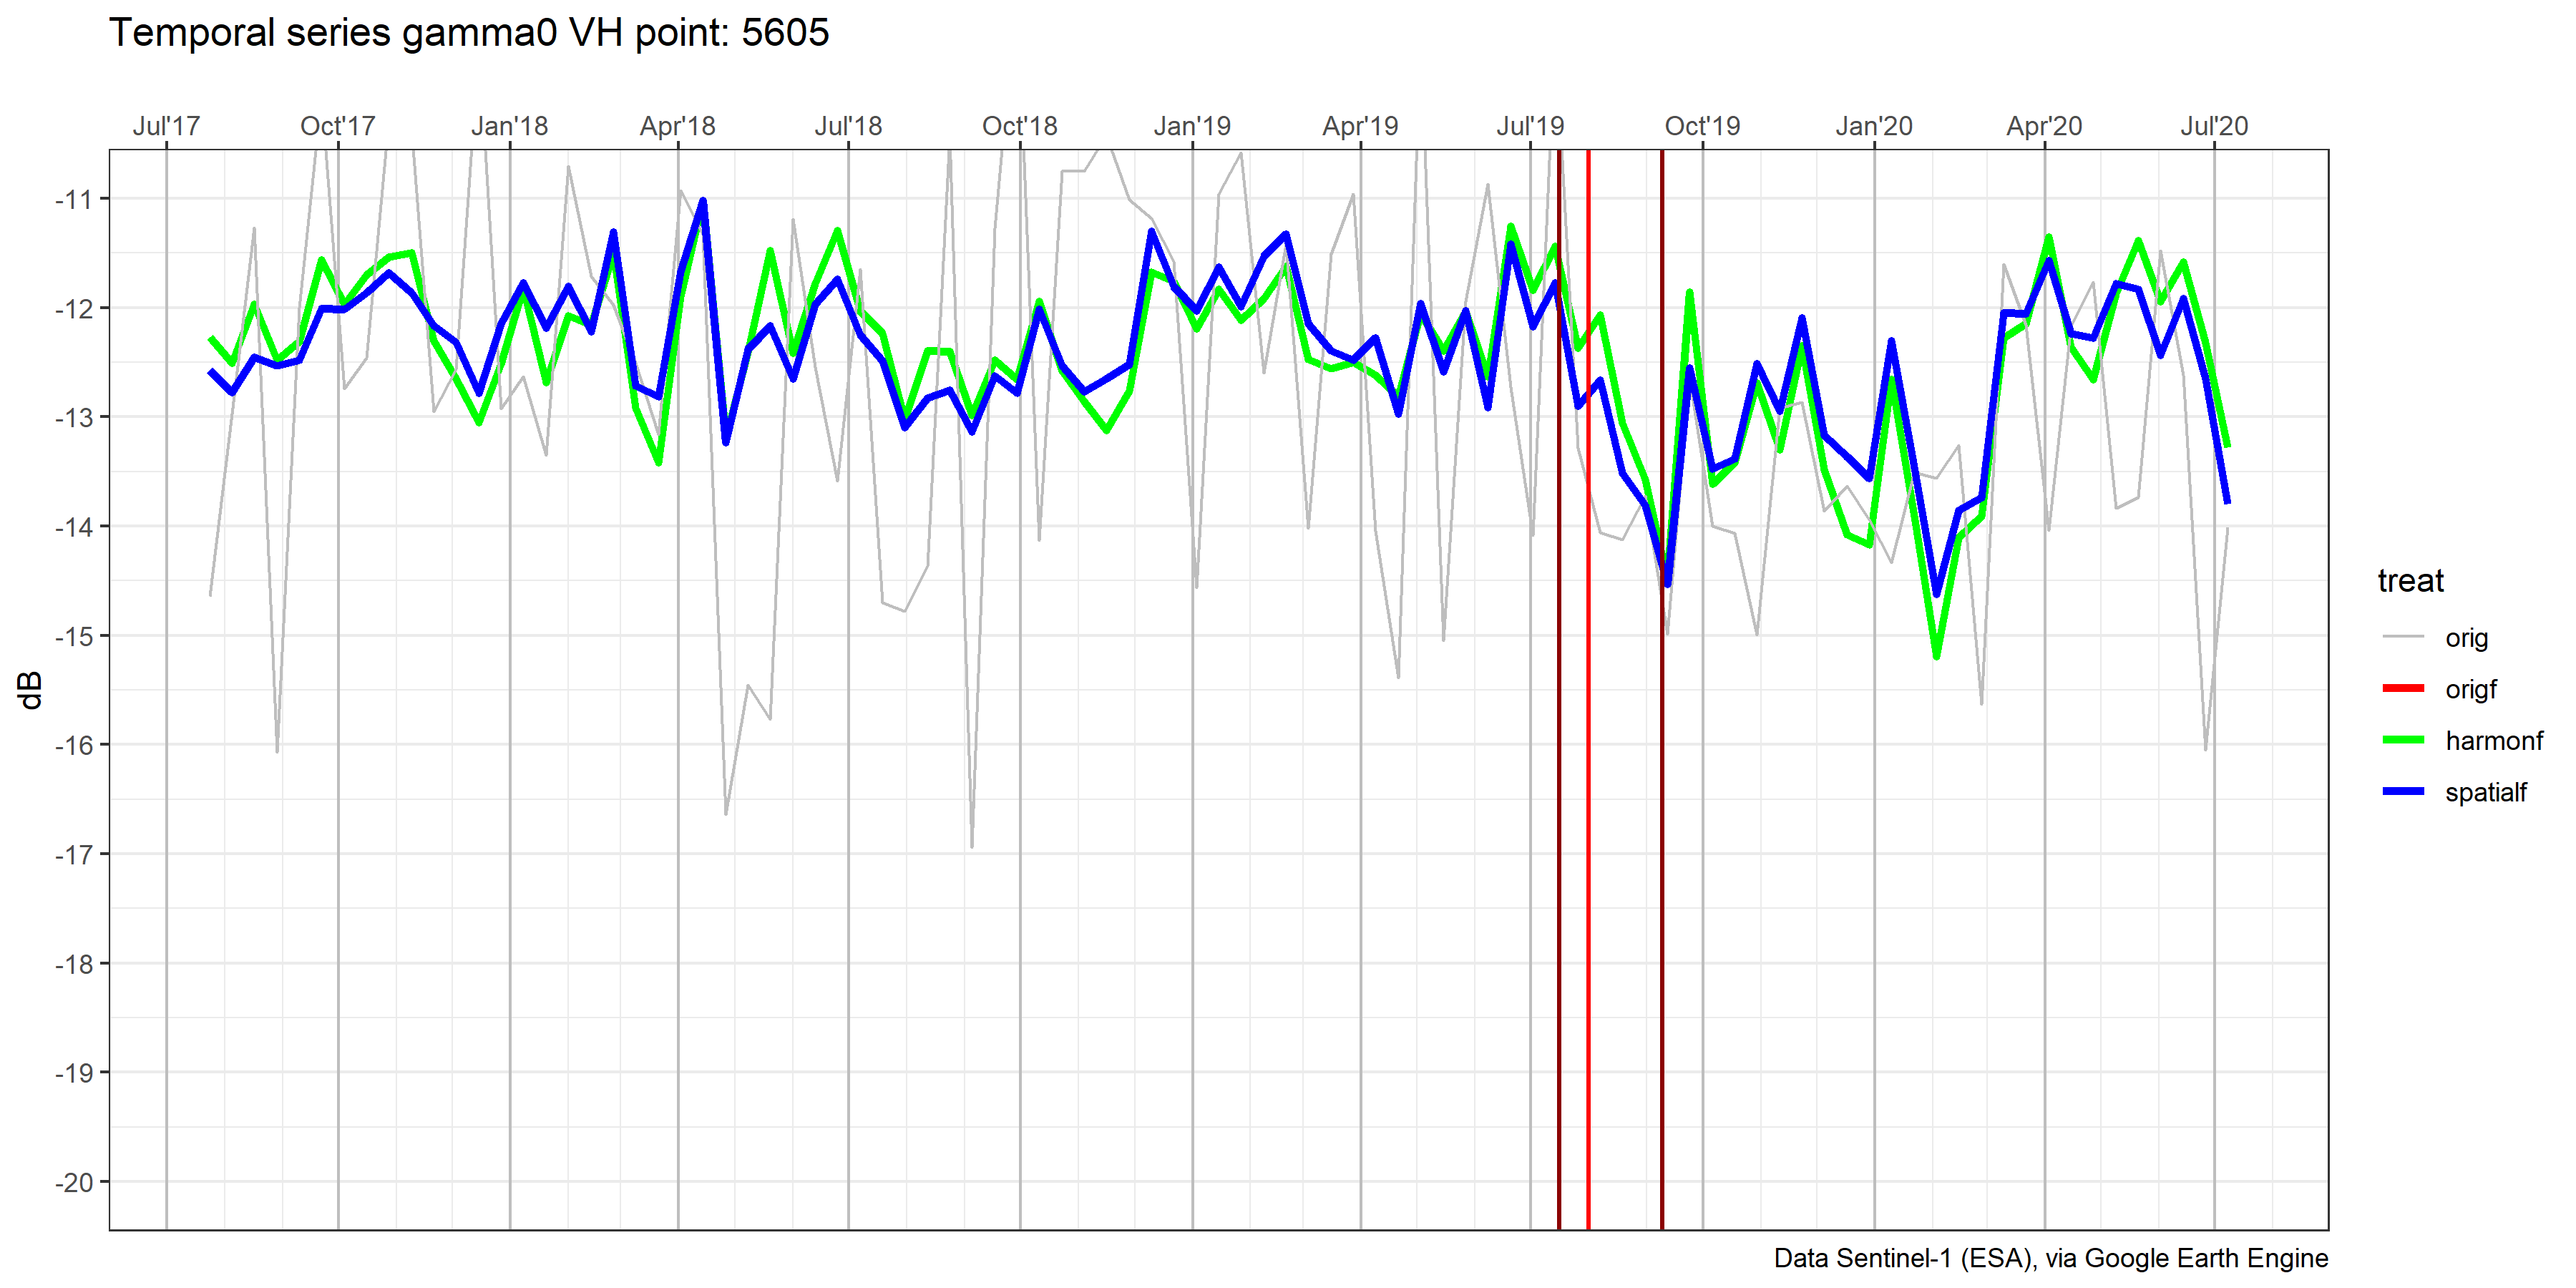 Temporal series gamma0 VH point: 5605
Jul'17 Oct'17 Jan'18 Apr'18 Jul'18 Oct'18 Jan'19 Apr'19 Jul'19 Oct'19 Jan'20 Apr'20 Jul'20
-11
-12
-13
-14
-15
-16
-17
-18
-19
-20
dB
treat
orig
origf
harmonf
spatialf
Data Sentinel-1 (ESA), via Google Earth Engine